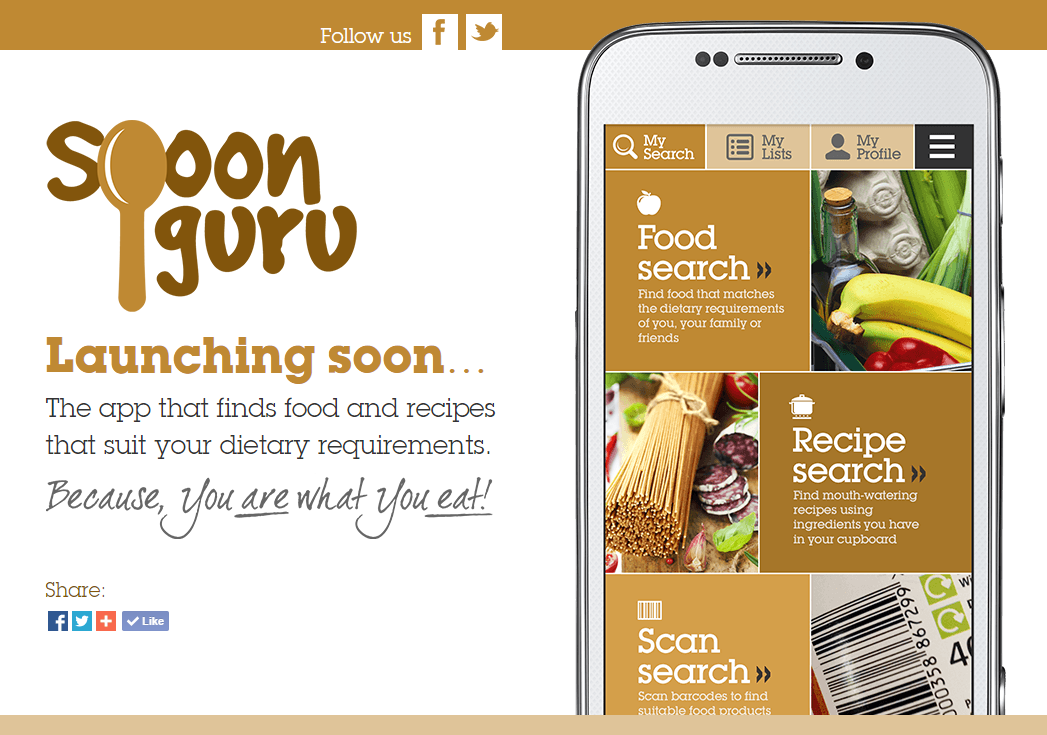 Follow us
spoon
guru
Launching soon...
The app that finds food and recipes
that suit your dietary requirements.
Because, you are what you eat!
Share:
Like
My
Search
My
Lists
My
Profile
Food
search »
Find food that matches
the dietary requirements
of you, your family or
friends
Recipe
search »
Find mouth-watering
recipes using
ingredients you have
in your cupboard
Scan
search »
Scan barcodes to find
suitable food products